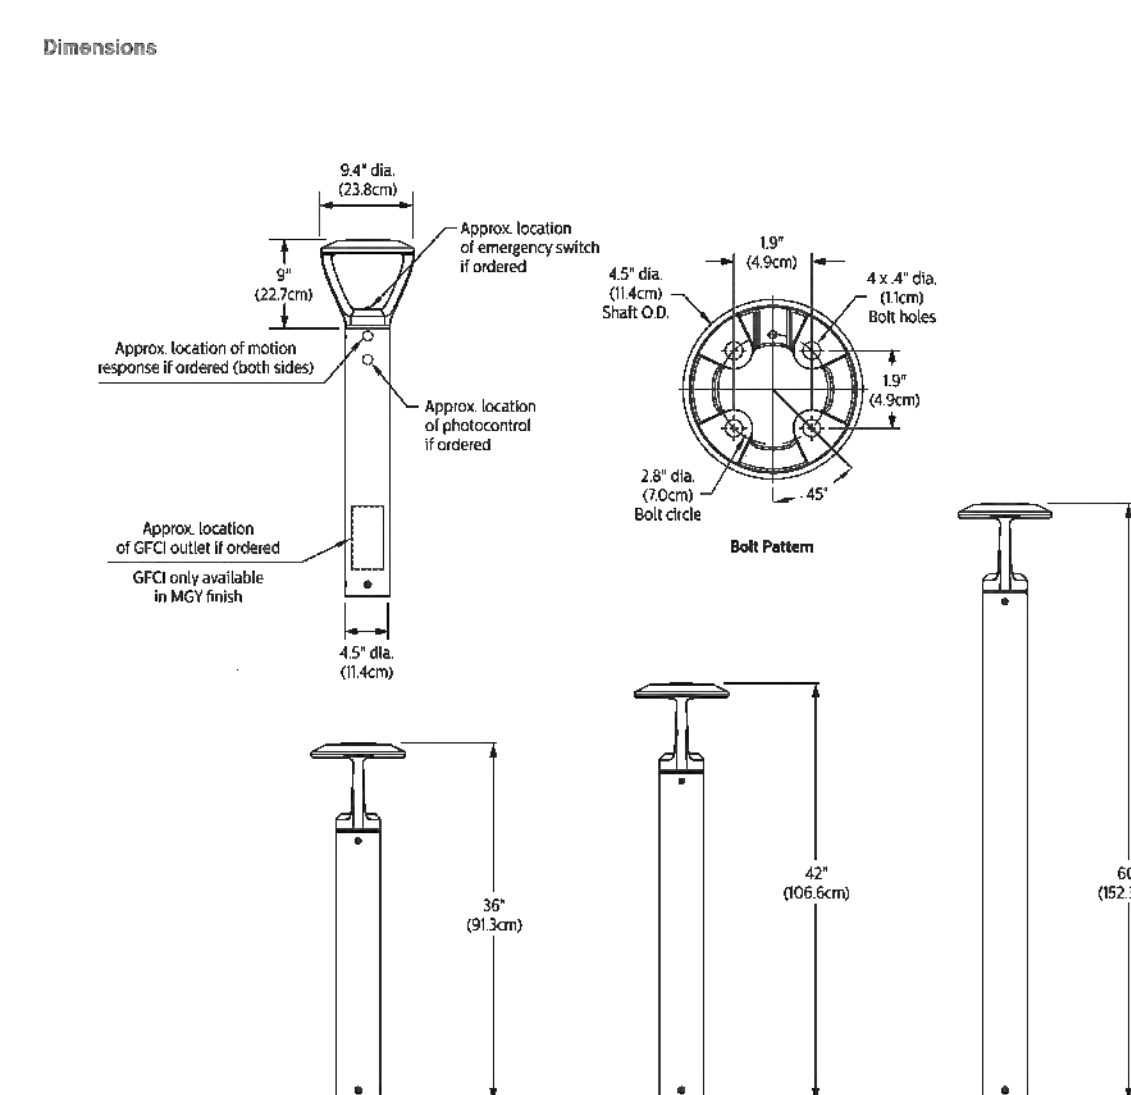 Dimensions
9.4" dia.
(23.8cm)
Approx. location
of emergency switch
if ordered
9"
(22.7cm)
Approx. location of motion
response if ordered (both sides)
Approx. location
of photocontrol
if ordered
Approx. location
of GFCI outlet if ordered
GFCI only available
in MGY finish
4.5" dia.
(11.4cm)
1.9"
(4.9cm)
4.5" dia.
(11.4cm)
Shaft O.D.
4 x .4" dia.
(1.1cm)
Bolt holes
1.9"
(4.9cm)
2.8" dia.
(7.0cm)
Bolt circle
45°
Bolt Pattern
36"
(91.3cm)
42"
(106.6cm)
60
(152.